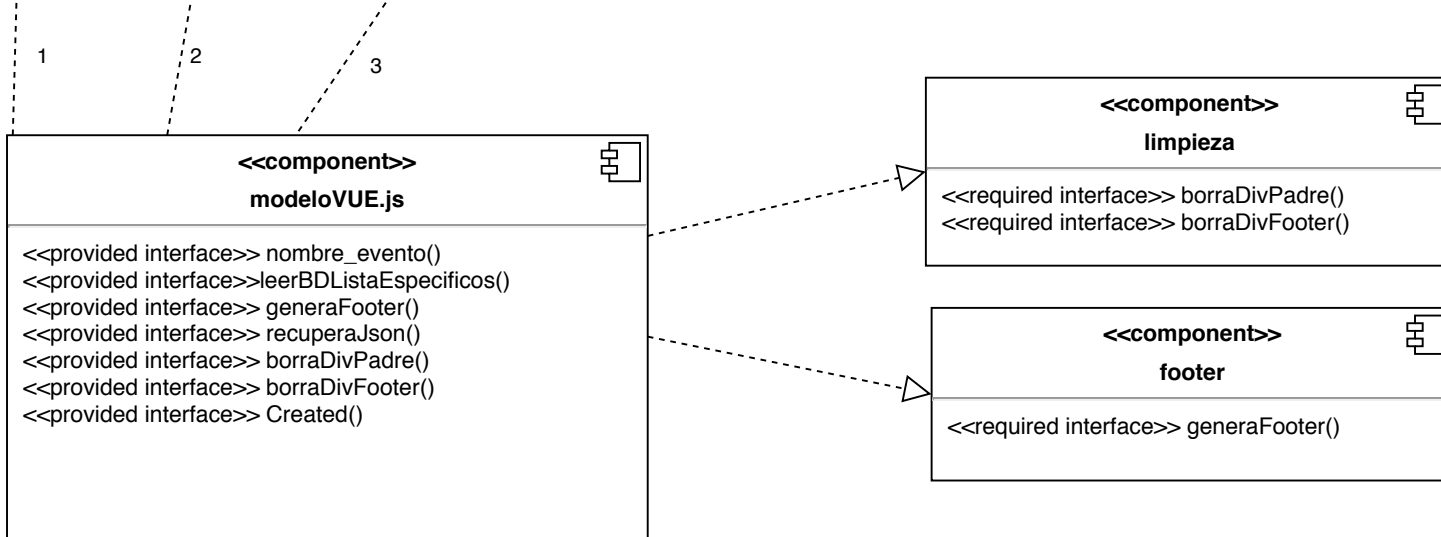 1
2
3
<<component>>
modeloVUE.js
<<provided interface>> nombre_evento()
<<provided interface>>leerBDListaEspecificos()
<<provided interface>> generaFooter()
<<provided interface>> recuperaJson()
<<provided interface>> borraDivPadre()
<<provided interface>> borraDivFooter()
<<provided interface>> Created()
<<component>>
limpieza
<<required interface>> borraDivPadre()
<<required interface>> borraDivFooter()
<<component>>
footer
<<required interface>> generaFooter()